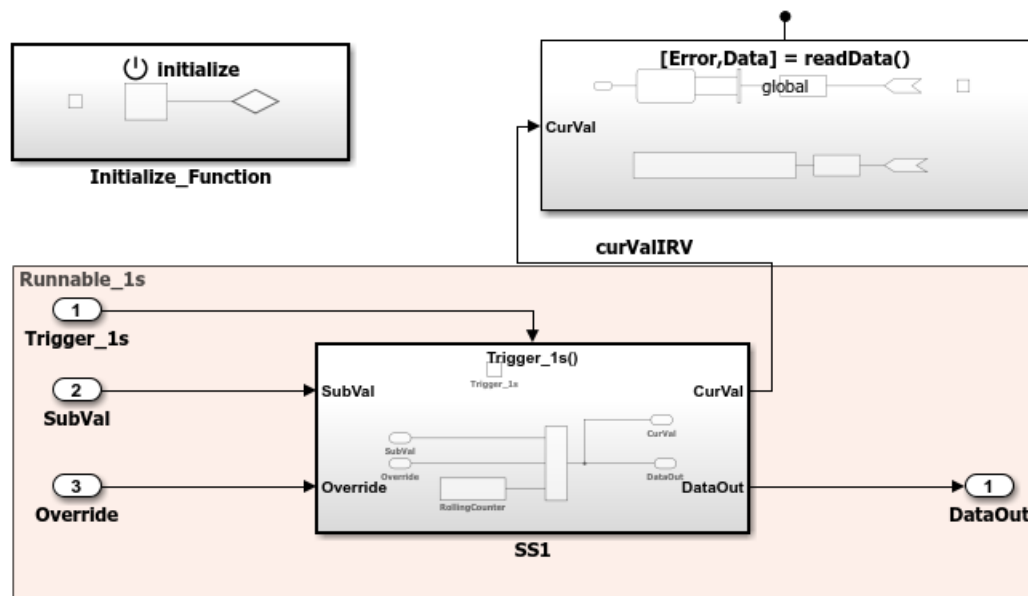 initialize
Initialize_Function
[Error,Data] = readData()
global
CurVal
curValIRV
Runnable_1s
1
Trigger_1s
2
SubVal
3
Override
Trigger_1s()
Trigger_1s
SubVal
CurVal
SubVal
Override
RollingCounter
CurVal
DataOut
Override
DataOut
SS1
1
DataOut